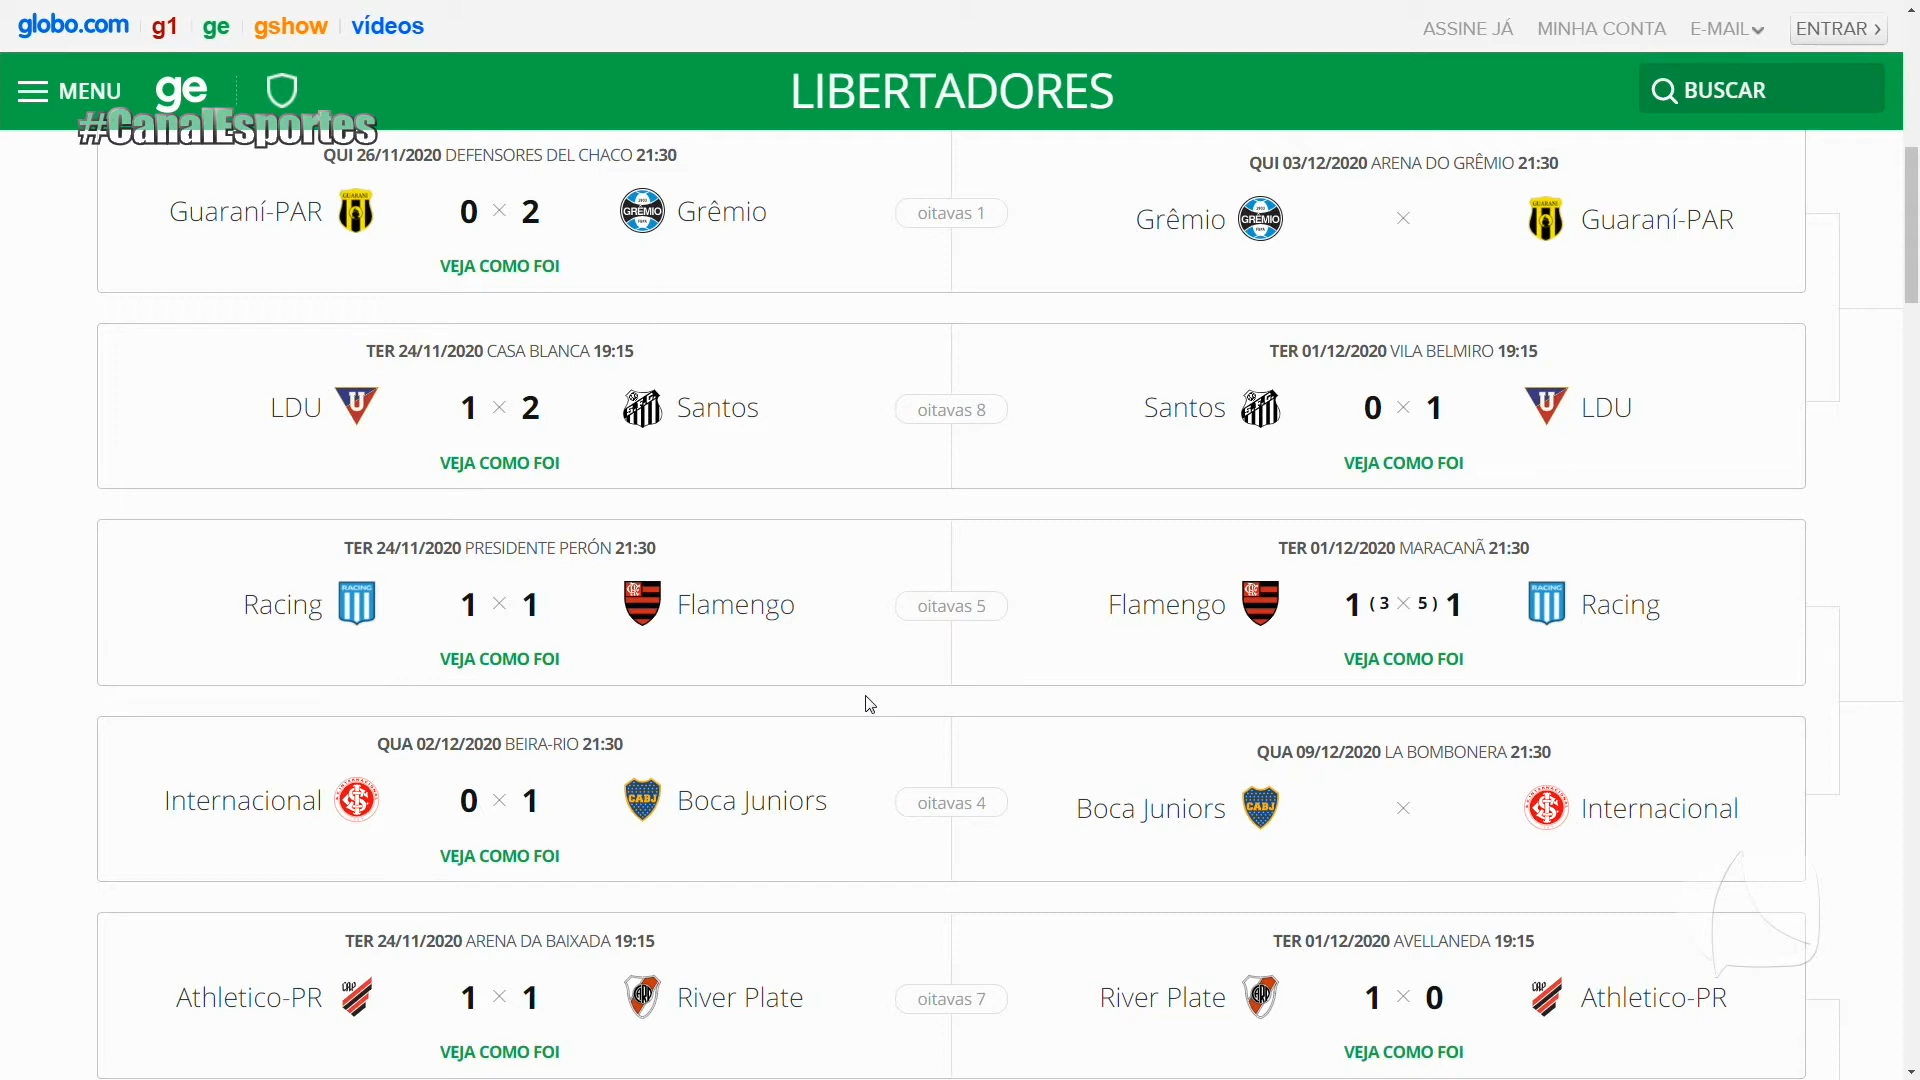 globo.com g1 ge gshow vídeos ASSINE JÁ MINHA CONTA E-MAIL ENTRAR ›
MENU ge LIBERTADORES BUSCAR
#CanalEsportes
QUI 26/11/2020 DEFENSORES DEL CHACO 21:30
Guaraní-PAR 0 × 2 Grêmio
VEJA COMO FOI
oitavas 1
QUI 03/12/2020 ARENA DO GRÊMIO 21:30
Grêmio × Guaraní-PAR
TER 24/11/2020 CASA BLANCA 19:15
LDU 1 × 2 Santos
VEJA COMO FOI
oitavas 8
TER 01/12/2020 VILA BELMIRO 19:15
Santos 0 × 1 LDU
VEJA COMO FOI
TER 24/11/2020 PRESIDENTE PERÓN 21:30
Racing 1 × 1 Flamengo
VEJA COMO FOI
oitavas 5
TER 01/12/2020 MARACANÃ 21:30
Flamengo 1 ( 3 × 5 ) 1 Racing
VEJA COMO FOI
QUA 02/12/2020 BEIRA-RIO 21:30
Internacional 0 × 1 Boca Juniors
VEJA COMO FOI
oitavas 4
QUA 09/12/2020 LA BOMBONERA 21:30
Boca Juniors × Internacional
TER 24/11/2020 ARENA DA BAIXADA 19:15
Athletico-PR 1 × 1 River Plate
VEJA COMO FOI
oitavas 7
TER 01/12/2020 AVELLANEDA 19:15
River Plate 1 × 0 Athletico-PR
VEJA COMO FOI